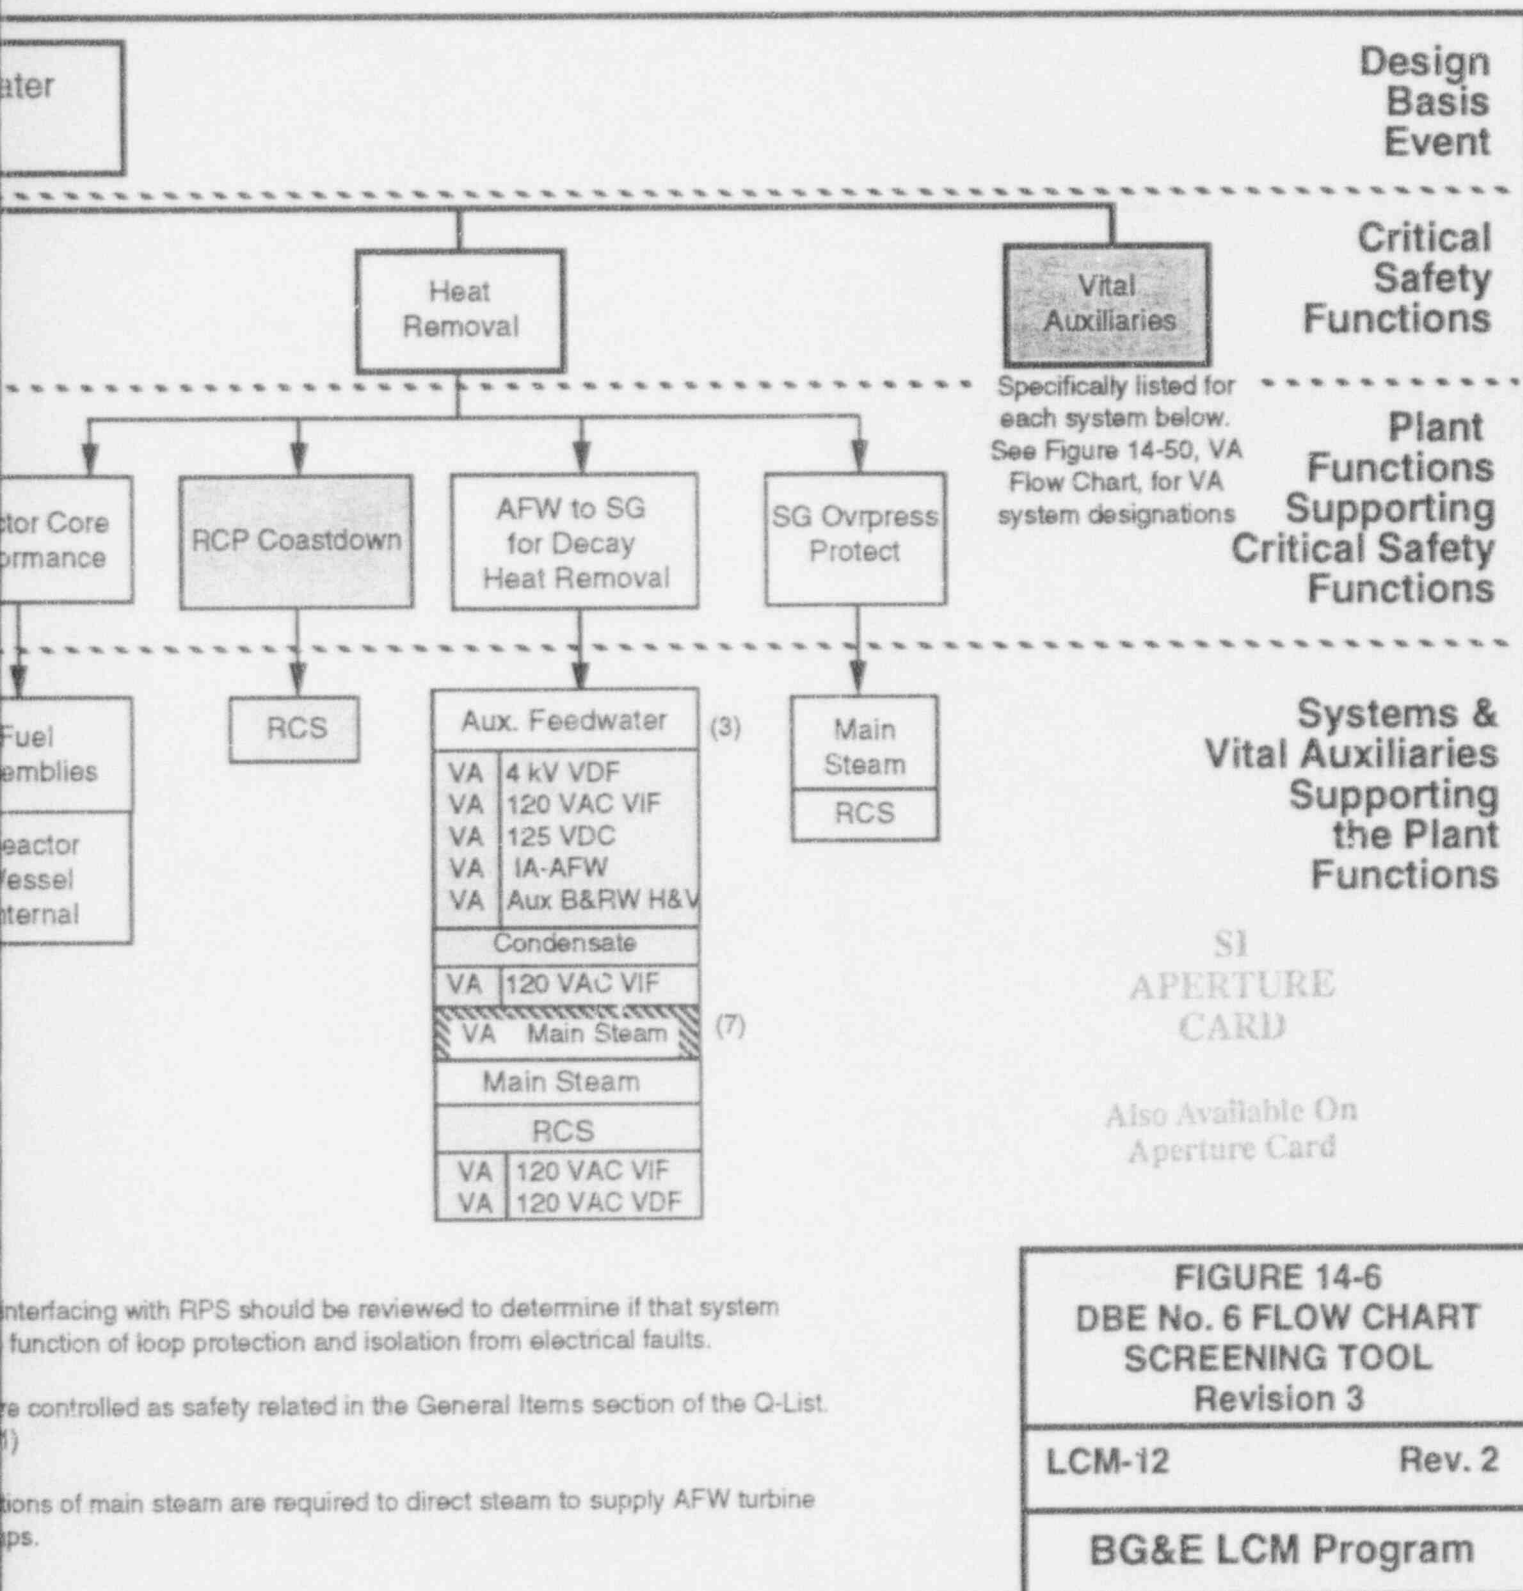 ater
Design
Basis
Event
Critical
Safety
Functions
Heat
Removal
Vital
Auxiliaries
Specifically listed for
each system below.
See Figure 14-50, VA
Flow Chart, for VA
system designations
Plant
Functions
Supporting
Critical Safety
Functions
ctor Core
ormance
RCP Coastdown
AFW to SG
for Decay
Heat Removal
SG Ovrpress
Protect
Systems &
Vital Auxiliaries
Supporting
the Plant
Functions
Fuel
emblies
eactor
Vessel
nternal
RCS
Aux. Feedwater (3)
VA 4 kV VDF
VA 120 VAC VIF
VA 125 VDC
VA IA-AFW
VA Aux B&RW H&V
Condensate
VA 120 VAC VIF
VA Main Steam (7)
Main Steam
RCS
VA 120 VAC VIF
VA 120 VAC VDF
Main
Steam
RCS
SI
APERTURE
CARD
Also Available On
Aperture Card
interfacing with RPS should be reviewed to determine if that system
function of loop protection and isolation from electrical faults.
re controlled as safety related in the General Items section of the Q-List.
1)
tions of main steam are required to direct steam to supply AFW turbine
ps.
FIGURE 14-6
DBE No. 6 FLOW CHART
SCREENING TOOL
Revision 3
LCM-12 Rev. 2
BG&E LCM Program